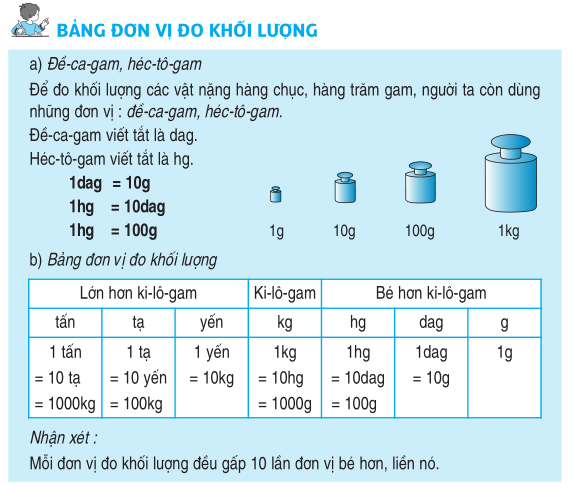 BẢNG ĐƠN VỊ ĐO KHỐI LƯỢNG
a) Đề-ca-gam, héc-tô-gam
Để đo khối lượng các vật nặng hàng chục, hàng trăm gam, người ta còn dùng
những đơn vị : đề-ca-gam, héc-tô-gam.
Đề-ca-gam viết tắt là dag.
Héc-tô-gam viết tắt là hg.
1dag = 10g
1hg = 10dag
1hg = 100g
1g 10g 100g 1kg
b) Bảng đơn vị đo khối lượng
Lớn hơn ki-lô-gam Ki-lô-gam Bé hơn ki-lô-gam
tấn tạ yến kg hg dag g
1 tấn 1 tạ 1 yến 1kg 1hg 1dag 1g
= 10 tạ = 10 yến = 10kg = 10hg = 10dag = 10g
= 1000kg = 100kg = 1000g = 100g
Nhận xét :
Mỗi đơn vị đo khối lượng đều gấp 10 lần đơn vị bé hơn, liền nó.